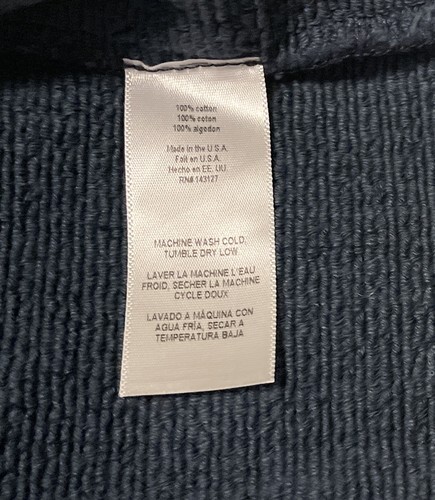 100% cotton
100% coton
100% algodon
Made in the U.S.A.
Fait en U.S.A.
Hecho en EE. UU.
RN# 143127
MACHINE WASH COLD,
TUMBLE DRY LOW
LAVER LA MACHINE L'EAU
FROID, SECHER LA MACHINE
CYCLE DOUX
LAVADO A MÁQUINA CON
AGUA FRÍA, SECAR A
TEMPERATURA BAJA